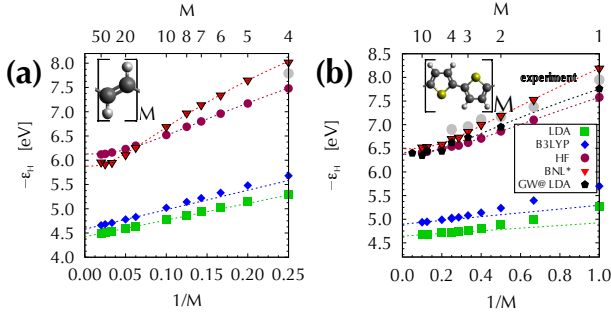 M
50 20 10 8 7 6 5 4
(a)
8.0
7.5
7.0
6.5
6.0
5.5
5.0
4.5
4.0
−ε_H [eV]
M
0.00 0.05 0.10 0.15 0.20 0.25
1/M
M
10 4 3 2 1
(b)
8.5
8.0
7.5
7.0
6.5
6.0
5.5
5.0
4.5
−ε_H [eV]
M
experiment
LDA
B3LYP
HF
BNL*
GW@LDA
0.0 0.2 0.4 0.6 0.8 1.0
1/M